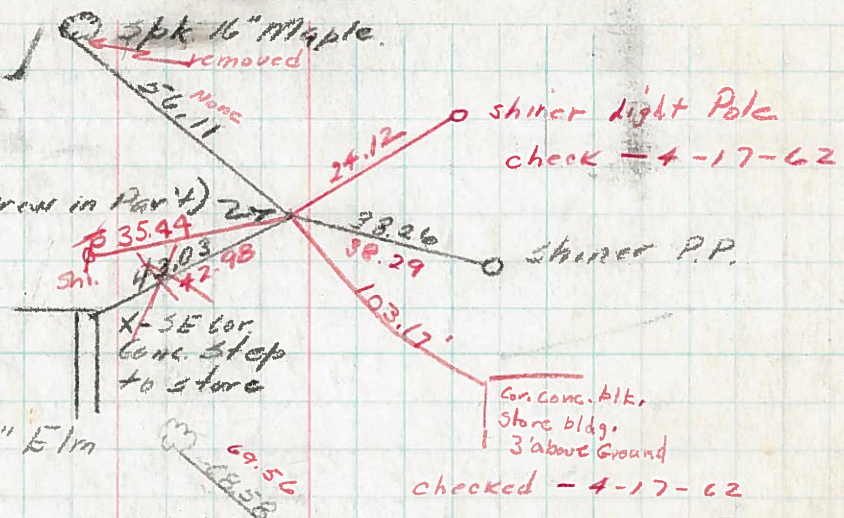 spk 16" Maple.
removed
None
56.11
24.12
shiner Light Pole
check - 4-17-62
in Par't)
35.44
38.26
38.29
shiner P.P.
Shi.
43.03
42.98
103.17'
X-SE Cor.
Conc. Step
to store
Cor. conc. blk.
store bldg.
3' above Ground
" Elm
69.56
68.58
checked - 4-17-62